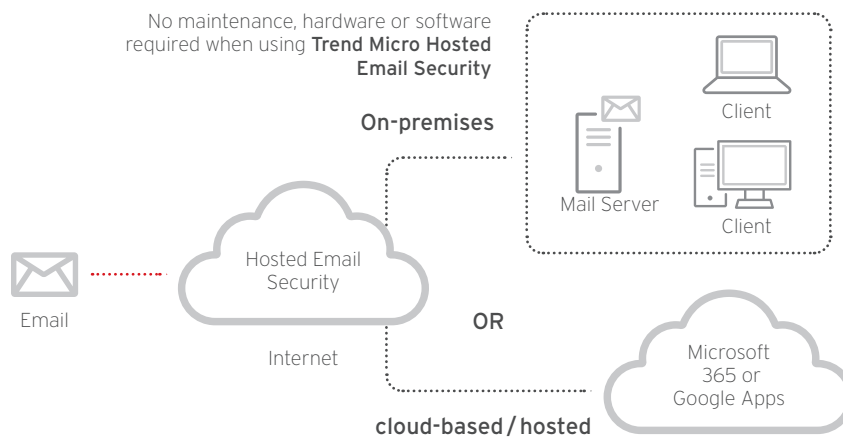 No maintenance, hardware or software
required when using Trend Micro Hosted
Email Security
On-premises
Client
Mail Server
Client
Hosted Email
Security
Email
Internet
OR
Microsoft
365 or
Google Apps
cloud-based / hosted